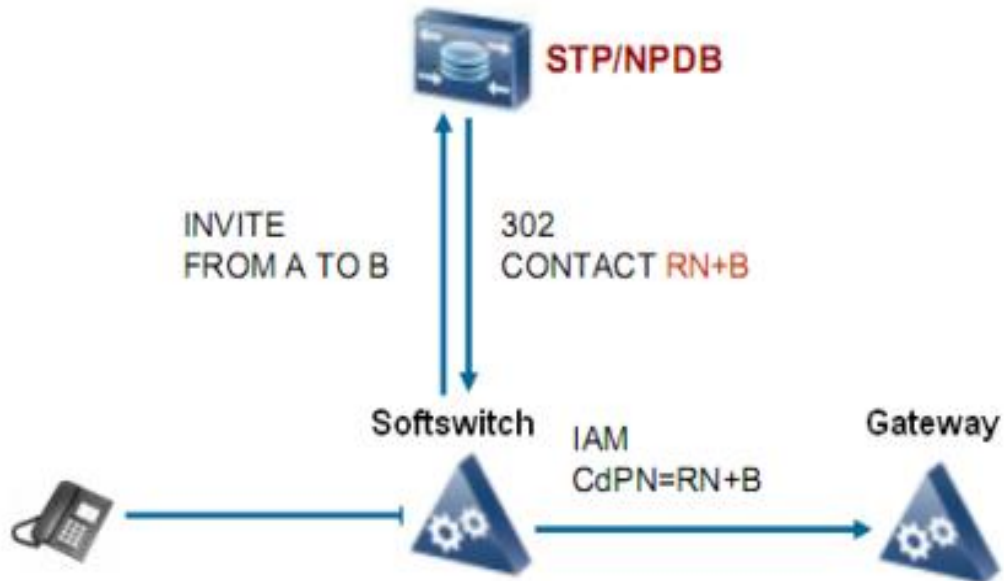 STP/NPDB
INVITE
FROM A TO B
302
CONTACT RN+B
Softswitch
IAM
CdPN=RN+B
Gateway